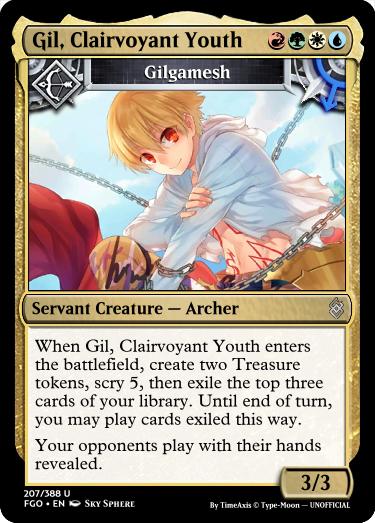 Gil, Clairvoyant Youth
Gilgamesh
Servant Creature — Archer
When Gil, Clairvoyant Youth enters
the battlefield, create two Treasure
tokens, scry 5, then exile the top three
cards of your library. Until end of turn,
you may play cards exiled this way.
Your opponents play with their hands
revealed.
3/3
207/388 U
FGO • EN Sky Sphere
By TimeAxis © Type-Moon — UNOFFICIAL